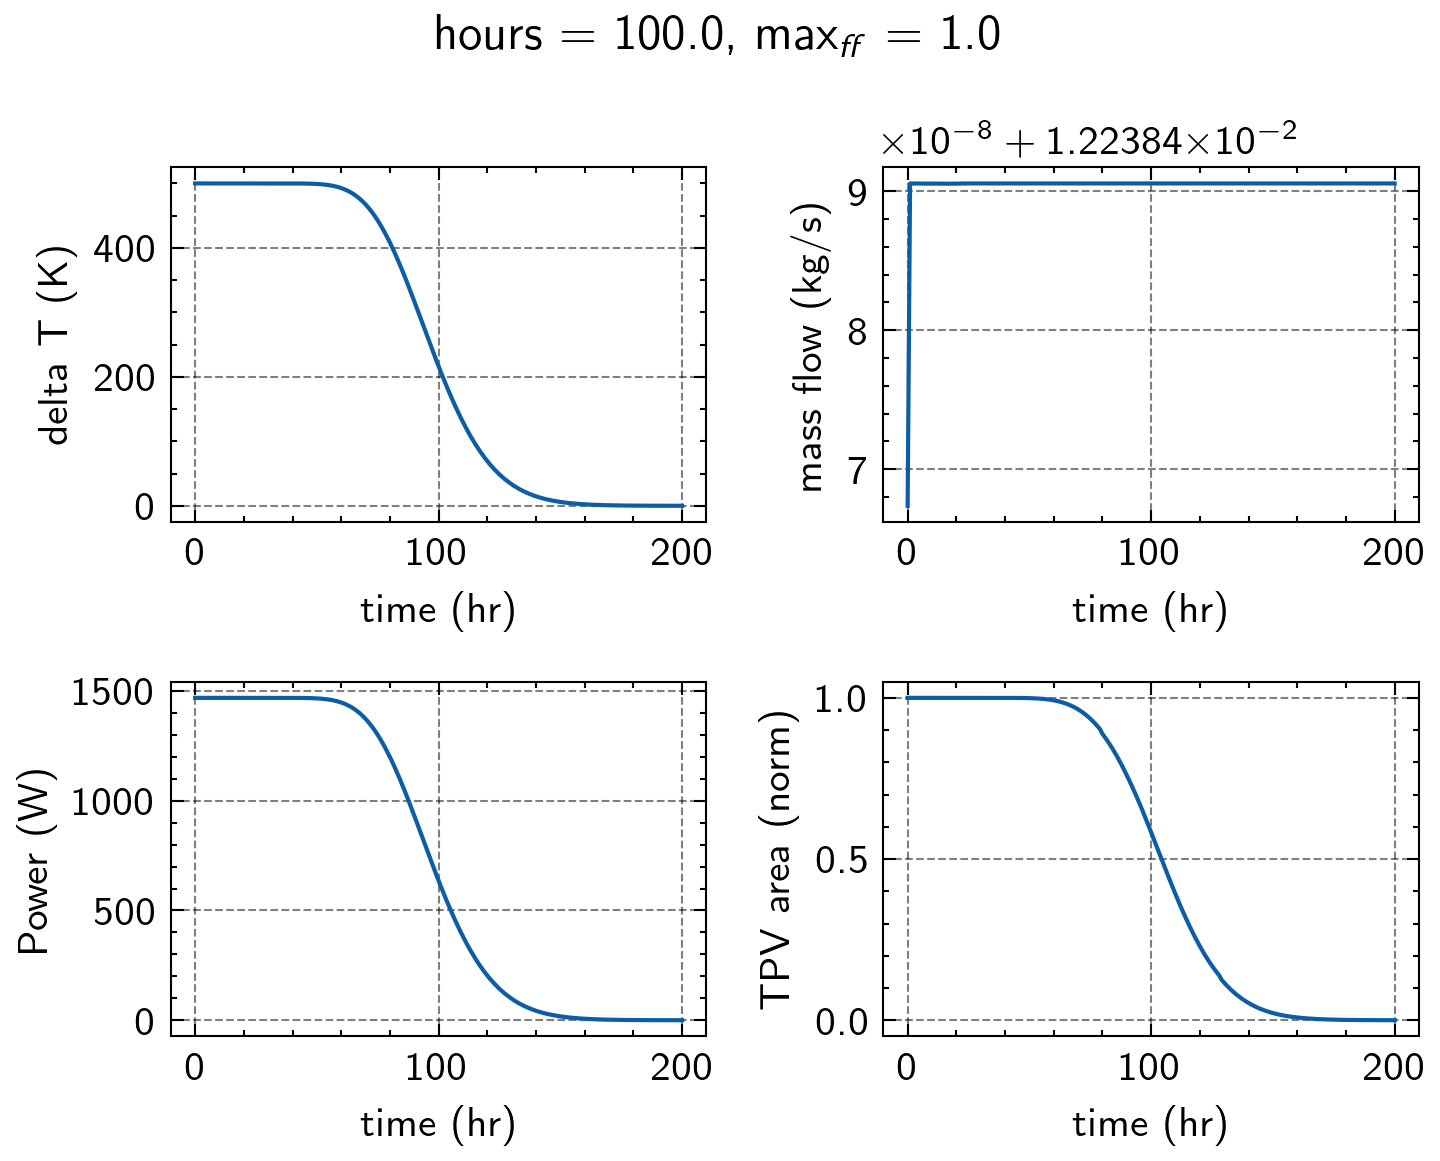 hours = 100.0, max_ff = 1.0
×10⁻⁸ + 1.22384×10⁻²
delta T (K)
400
200
0
0 100 200
time (hr)
mass flow (kg/s)
9
8
7
0 100 200
time (hr)
Power (W)
1500
1000
500
0
0 100 200
time (hr)
TPV area (norm)
1.0
0.5
0.0
0 100 200
time (hr)